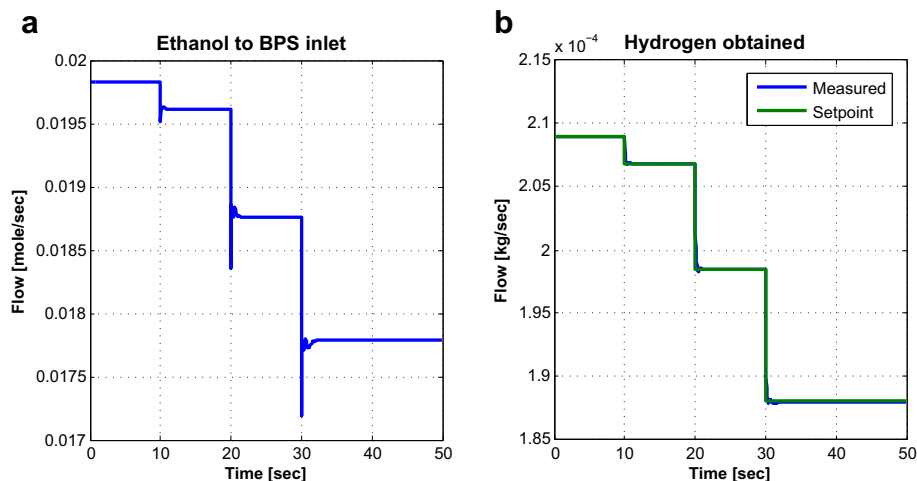 a
Ethanol to BPS inlet
0.02
0.0195
0.019
0.0185
0.018
0.0175
0.017
Flow [mole/sec]
0 10 20 30 40 50
Time [sec]
b
Hydrogen obtained
x 10⁻⁴
2.15
2.1
2.05
2
1.95
1.9
1.85
Flow [kg/sec]
Measured
Setpoint
0 10 20 30 40 50
Time [sec]